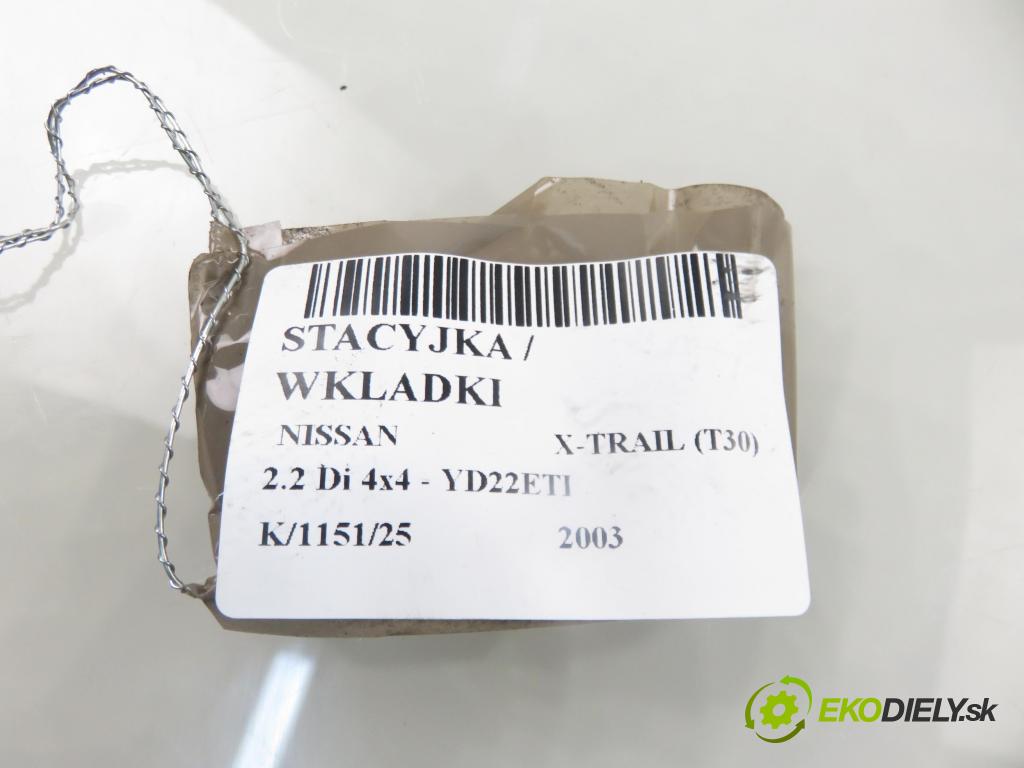 STACYJKA /
WKLADKI
NISSAN X-TRAIL (T30)
2.2 Di 4x4 - YD22ETI
K/1151/25 2003
EKODIELY.sk